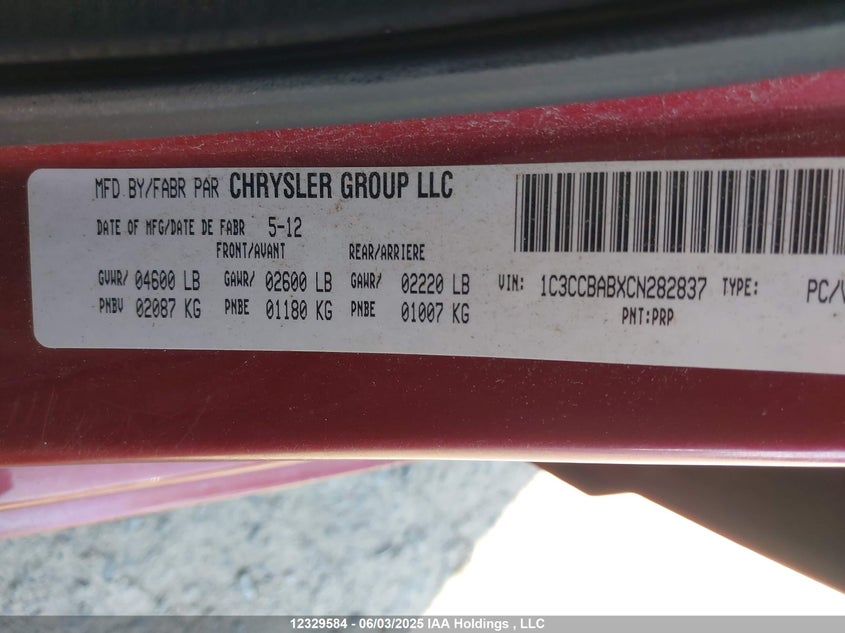 MFD BY/FABR PAR CHRYSLER GROUP LLC
DATE OF MFG/DATE DE FABR 5-12
FRONT/AVANT REAR/ARRIERE
GVWR/ 04600 LB GAWR/ 02600 LB GAWR/ 02220 LB VIN: 1C3CCBABXCN282837 TYPE: PC/
PNBV 02087 KG PNBE 01180 KG PNBE 01007 KG PNT:PRP
12329584 - 06/03/2025 IAA Holdings , LLC